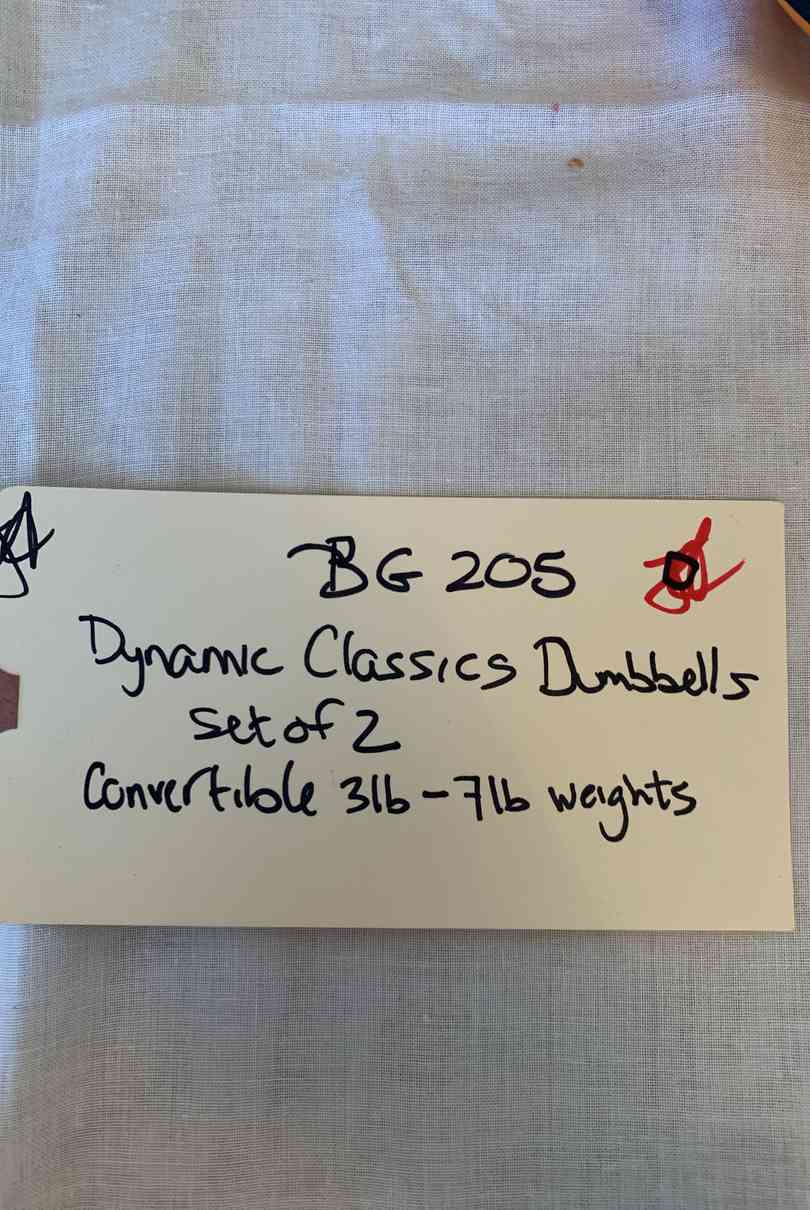 BG 205
Dynamic Classics Dumbbells
set of 2
Convertible 3lb - 7lb weights